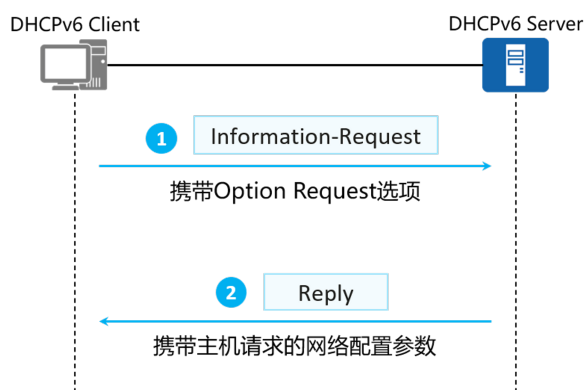 DHCPv6 Client
DHCPv6 Server
1 Information-Request
携带Option Request选项
2 Reply
携带主机请求的网络配置参数